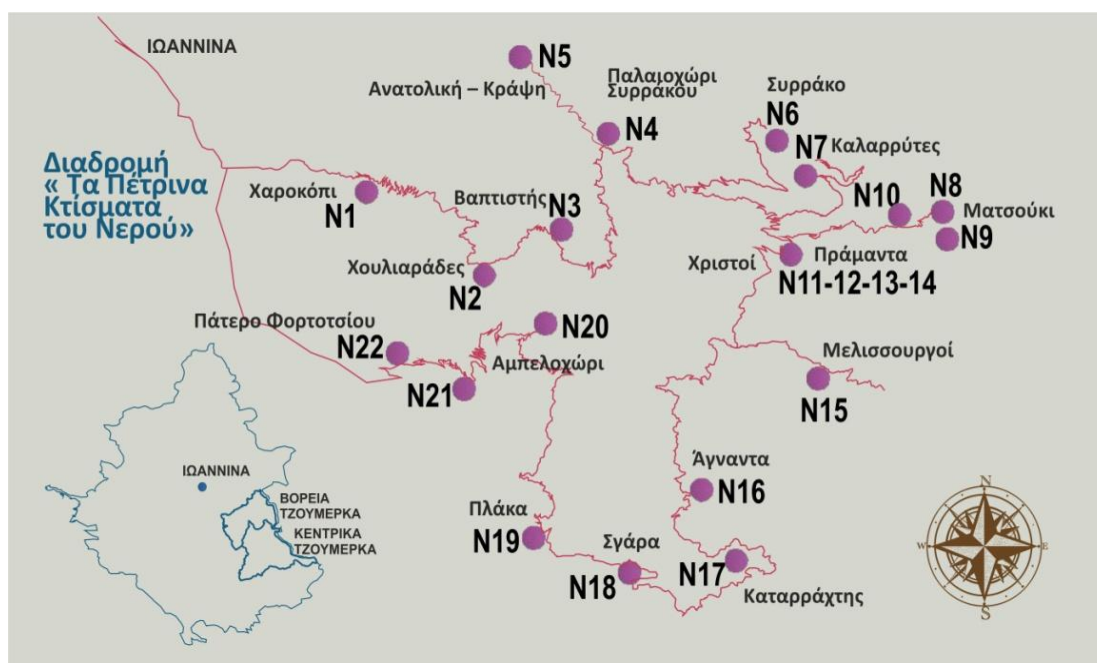 ΙΩΑΝΝΙΝΑ
N5
Ανατολική – Κράψη
Παλαιοχώρι
Συρράκου
N4
Συρράκο
N6
N7
Καλαρρύτες
Διαδρομή
« Τα Πέτρινα
Κτίσματα
του Νερού»
Χαροκόπι
N1
Βαπτιστής
N3
N10
N8
Ματσούκι
N9
Χουλιαράδες
N2
Χριστοί
Πράμαντα
N11-12-13-14
Πάτερο Φορτοτσίου
N22
N20
Αμπελοχώρι
N21
Μελισσουργοί
N15
ΙΩΑΝΝΙΝΑ
ΒΟΡΕΙΑ
ΤΖΟΥΜΕΡΚΑ
ΚΕΝΤΡΙΚΑ
ΤΖΟΥΜΕΡΚΑ
Άγναντα
N16
Πλάκα
N19
Σγάρα
N18
N17
Καταρράχτης
N
W
E
S